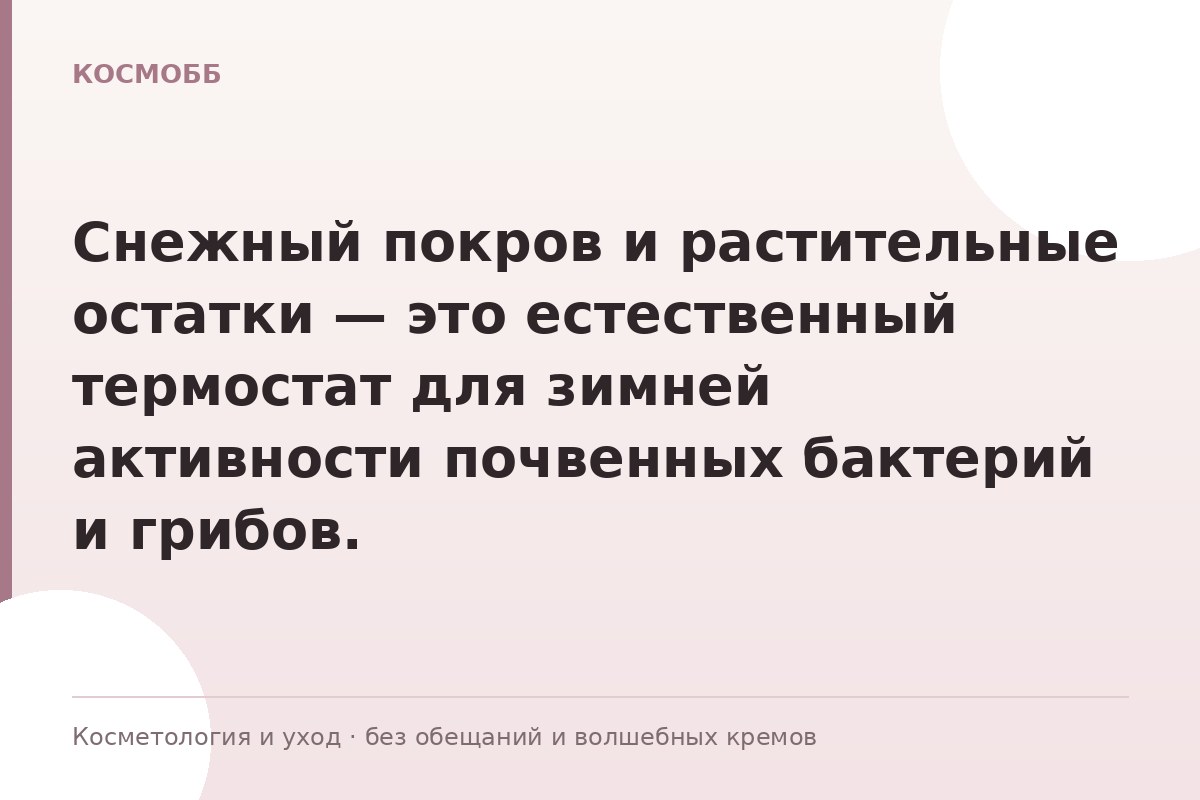 КОСМОББ
Снежный покров и растительные
остатки — это естественный
термостат для зимней
активности почвенных бактерий
и грибов.
Косметология и уход · без обещаний и волшебных кремов